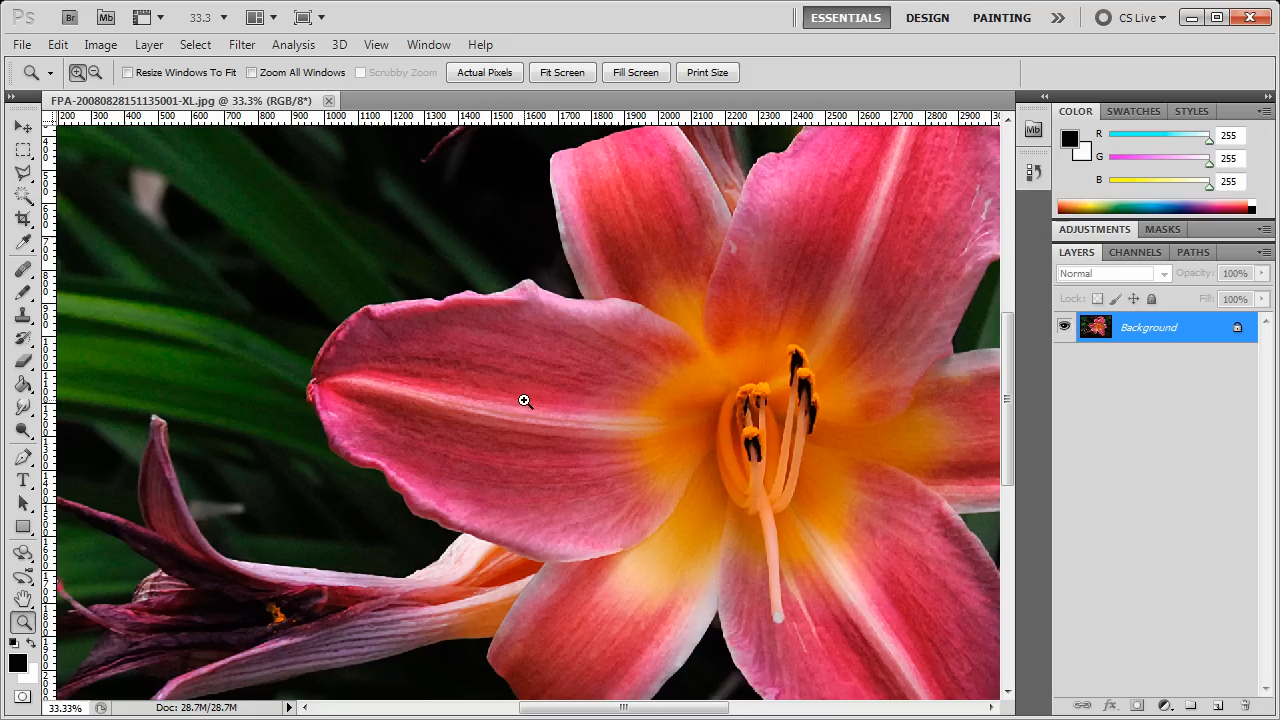 Ps Br Mb 33.3 ESSENTIALS DESIGN PAINTING CS Live
File Edit Image Layer Select Filter Analysis 3D View Window Help
Resize Windows To Fit Zoom All Windows Scrubby Zoom Actual Pixels Fit Screen Fill Screen Print Size
FPA-20080828151135001-XL.jpg @ 33.3% (RGB/8*)
200 300 400 500 600 700 800 900 1000 1100 1200 1300 1400 1500 1600 1700 1800 1900 2000 2100 2200 2300 2400 2500 2600 2700 2800 2900
Mb
COLOR SWATCHES STYLES
R 255
G 255
B 255
ADJUSTMENTS MASKS
LAYERS CHANNELS PATHS
Normal Opacity: 100%
Lock: Fill: 100%
Background
T
fx
33.33% Doc: 28.7M/28.7M